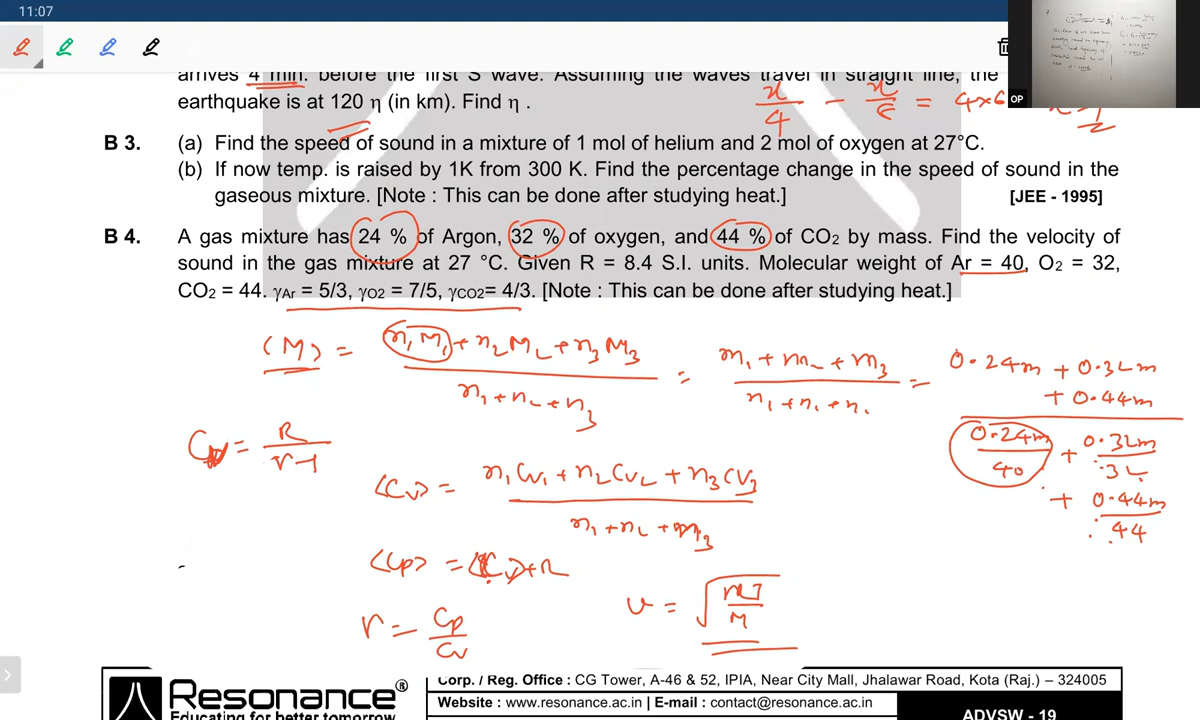 11:07
OP
arrives 4 min. before the first S wave. Assuming the waves travel in straight line, the
earthquake is at 120 η (in km). Find η .
x/4 - x/8 = 4×6
B 3. (a) Find the speed of sound in a mixture of 1 mol of helium and 2 mol of oxygen at 27°C.
(b) If now temp. is raised by 1K from 300 K. Find the percentage change in the speed of sound in the
gaseous mixture. [Note : This can be done after studying heat.] [JEE - 1995]
B 4. A gas mixture has 24 % of Argon, 32 % of oxygen, and 44 % of CO2 by mass. Find the velocity of
sound in the gas mixture at 27 °C. Given R = 8.4 S.I. units. Molecular weight of Ar = 40, O2 = 32,
CO2 = 44. γAr = 5/3, γO2 = 7/5, γCO2= 4/3. [Note : This can be done after studying heat.]
⟨M⟩ = n1M1 + n2M2 + n3M3 / n1 + n2 + n3 = m1 + m2 + m3 / n1 + n2 + n. = 0.24m + 0.32m + 0.44m / 0.24m/40 + 0.32m/32 + 0.44m/44
Cv = R / γ-1
⟨Cv⟩ = n1Cv1 + n2Cv2 + n3Cv3 / n1 + n2 + n3
⟨Cp⟩ = ⟨Cv⟩ + R
γ = Cp / Cv
v = √ γRT / M
Resonance®
Educating for better tomorrow
Corp. / Reg. Office : CG Tower, A-46 & 52, IPIA, Near City Mall, Jhalawar Road, Kota (Raj.) – 324005
Website : www.resonance.ac.in | E-mail : contact@resonance.ac.in
ADVSW - 19